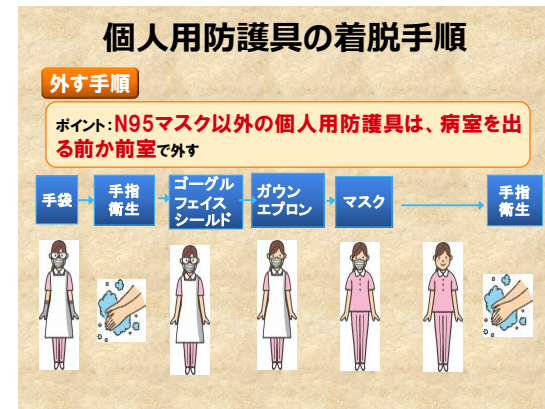 個人用防護具の着脱手順
外す手順
ポイント:N95マスク以外の個人用防護具は、病室を出
る前か前室で外す
手袋
手指
衛生
ゴーグル
フェイス
シールド
ガウン
エプロン
マスク
手指
衛生